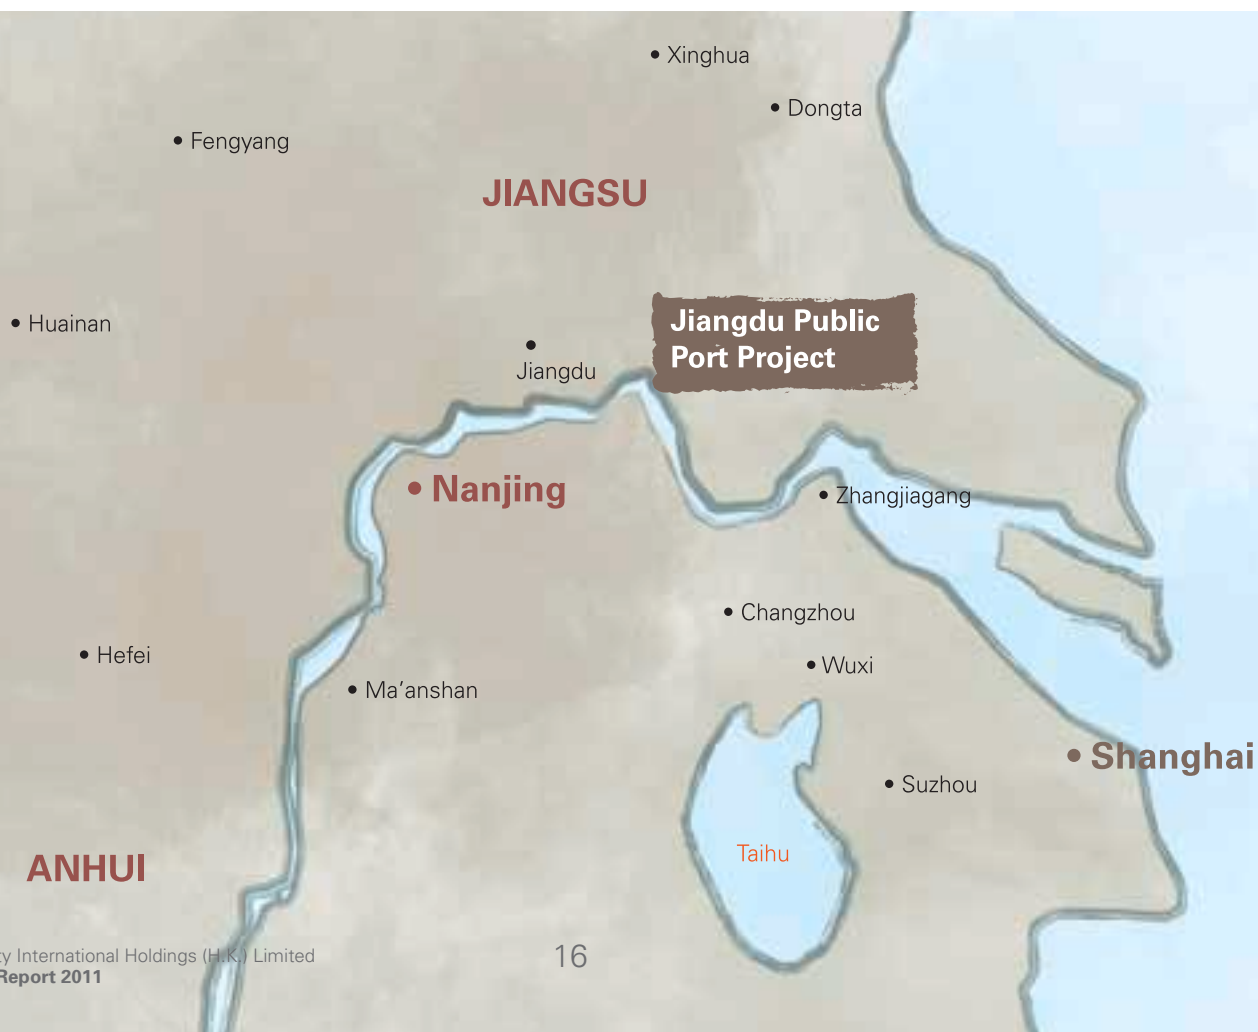 Xinghua
Dongta
Fengyang
JIANGSU
Jiangdu Public
Port Project
Huainan
Jiangdu
Nanjing
Zhangjiagang
Changzhou
Hefei
Wuxi
Ma'anshan
Shanghai
Suzhou
Taihu
ANHUI
International Holdings (H.K.) Limited
16
Report 2011